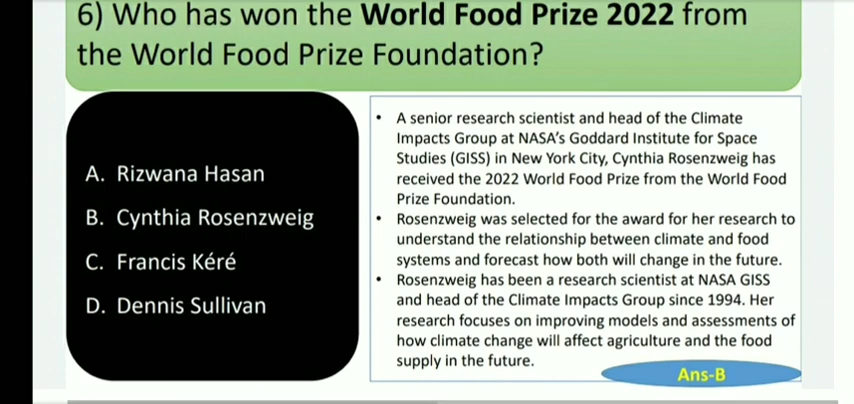 6) Who has won the World Food Prize 2022 from
the World Food Prize Foundation?
A. Rizwana Hasan
B. Cynthia Rosenzweig
C. Francis Kéré
D. Dennis Sullivan
• A senior research scientist and head of the Climate
Impacts Group at NASA's Goddard Institute for Space
Studies (GISS) in New York City, Cynthia Rosenzweig has
received the 2022 World Food Prize from the World Food
Prize Foundation.
• Rosenzweig was selected for the award for her research to
understand the relationship between climate and food
systems and forecast how both will change in the future.
• Rosenzweig has been a research scientist at NASA GISS
and head of the Climate Impacts Group since 1994. Her
research focuses on improving models and assessments of
how climate change will affect agriculture and the food
supply in the future.
Ans-B